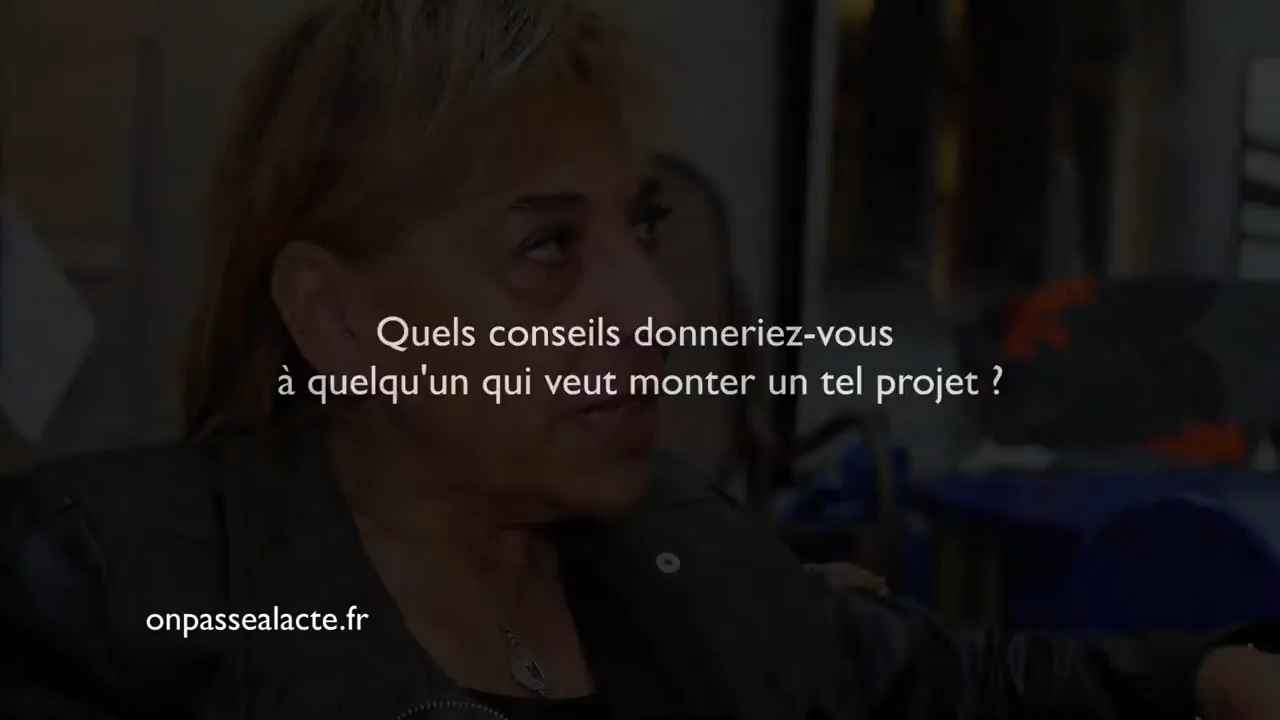 Quels conseils donneriez-vous
à quelqu'un qui veut monter un tel projet ?
onpassealacte.fr